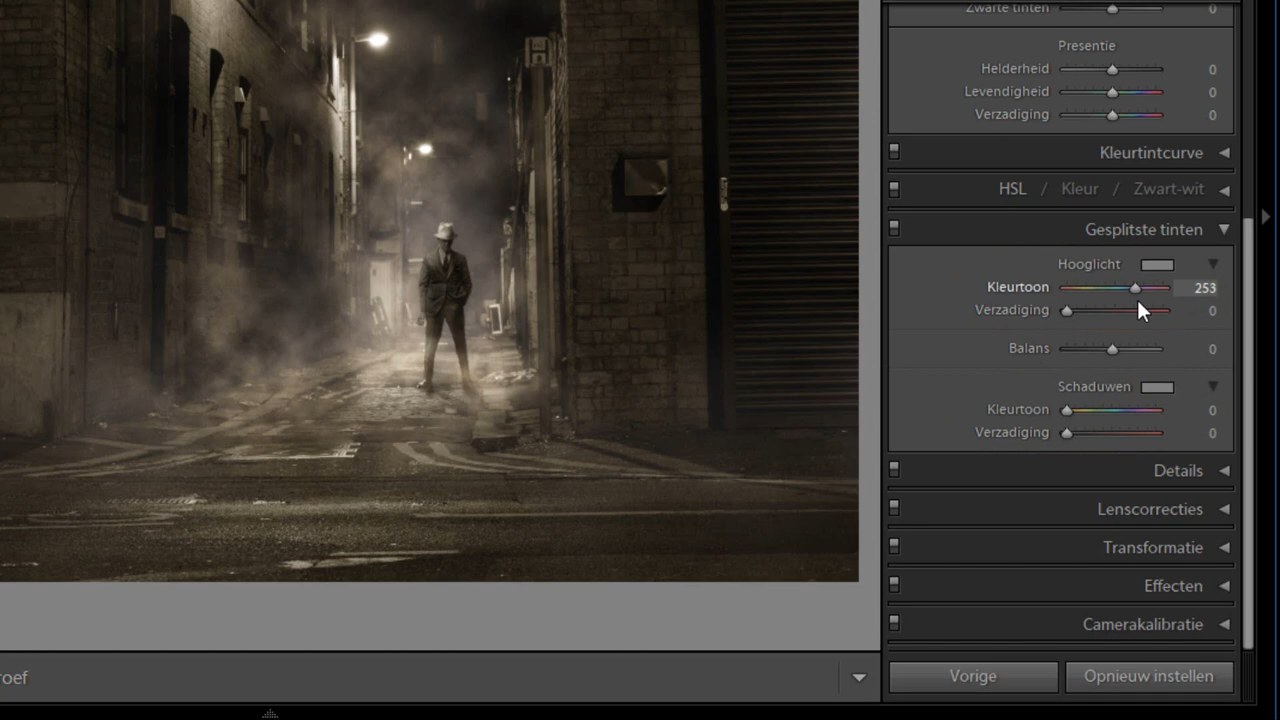 Zwarte tinten 0
Presentie
Helderheid 0
Levendigheid 0
Verzadiging 0
Kleurtintcurve
HSL / Kleur / Zwart-wit
Gesplitste tinten
Hooglicht
Kleurtoon 253
Verzadiging 0
Balans 0
Schaduwen
Kleurtoon 0
Verzadiging 0
Details
Lenscorrecties
Transformatie
Effecten
Camerakalibratie
roef
Vorige
Opnieuw instellen